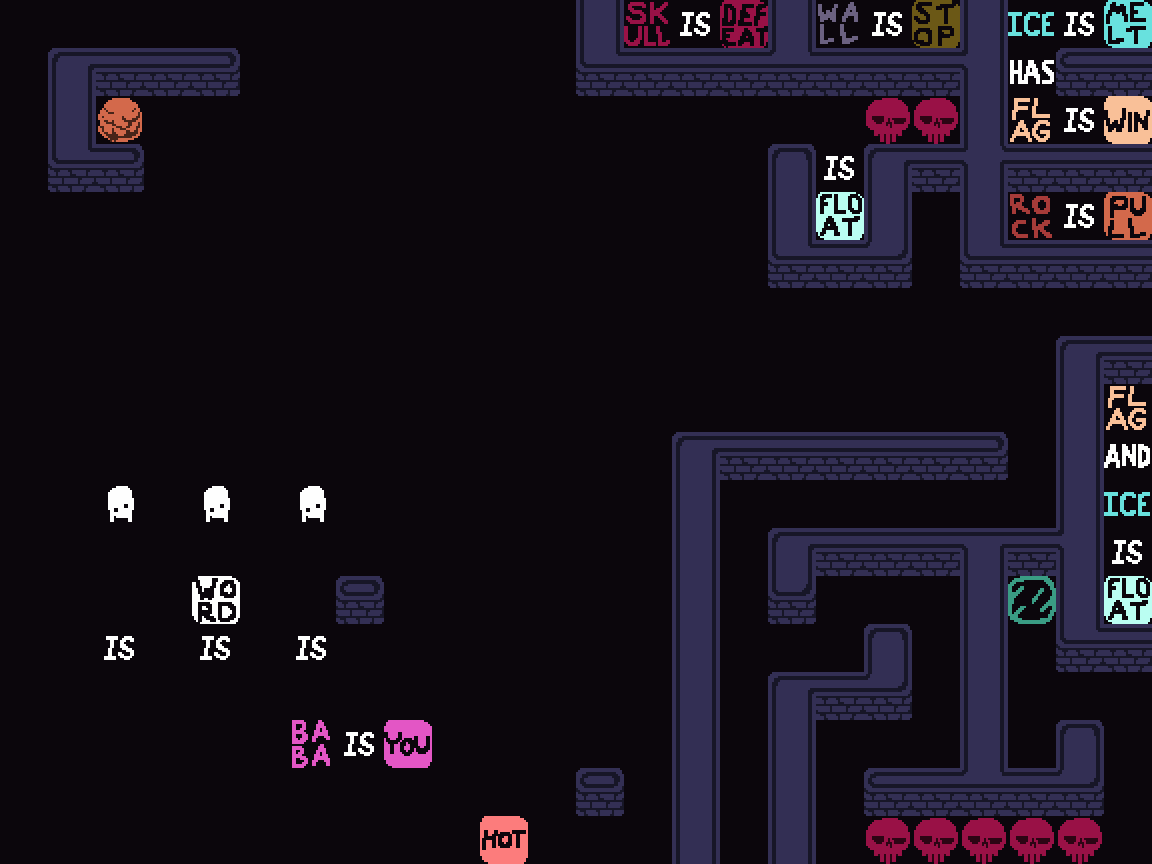 SKULL IS DEFEAT WALL IS STOP ICE IS MELT
HAS
FLAG IS WIN
IS
FLOAT ROCK IS PULL
FLAG
AND
ICE
IS
WORD FLOAT
IS IS IS
BABA IS YOU
HOT